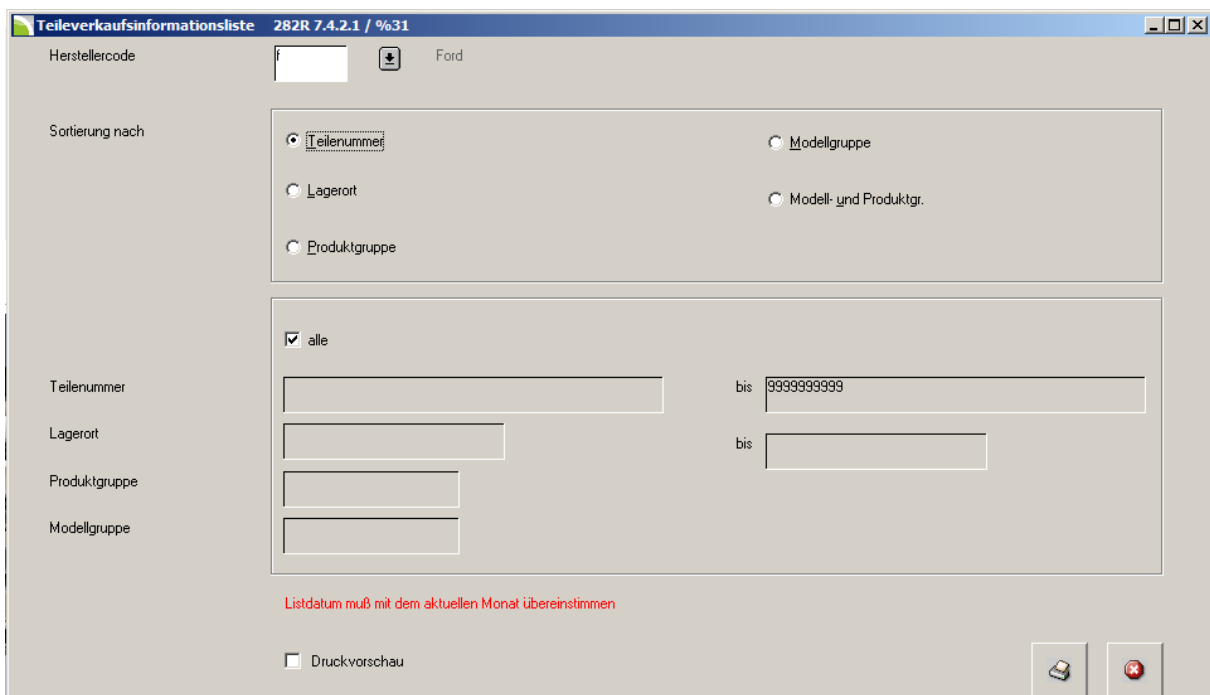 Teileverkaufsinformationsliste 282R 7.4.2.1 / %31
Herstellercode f Ford
Sortierung nach
Teilenummer Modellgruppe
Lagerort Modell- und Produktgr.
Produktgruppe
alle
Teilenummer bis 9999999999
Lagerort bis
Produktgruppe
Modellgruppe
Listdatum muß mit dem aktuellen Monat übereinstimmen
Druckvorschau